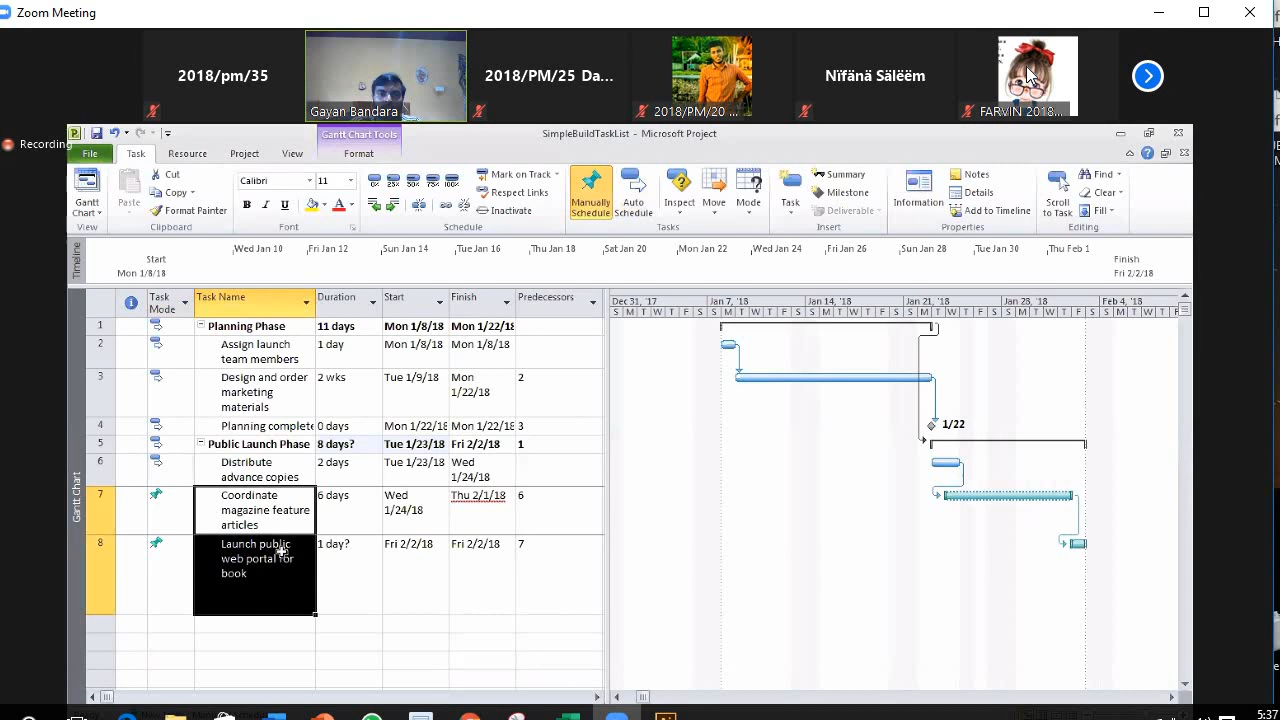 Zoom Meeting
2018/pm/35
Gayan Bandara
2018/PM/25 Da...
2018/PM/20 ...
Nïfänä Sälëëm
FARVIN 2018...
Recording
Gantt Chart Tools
SimpleBuildTaskList - Microsoft Project
File
Task
Resource
Project
View
Format
Gantt Chart
Paste
Cut
Copy
Format Painter
Calibri
11
B I U
0% 25% 50% 75% 100%
Mark on Track
Respect Links
Inactivate
Manually Schedule
Auto Schedule
Inspect
Move
Mode
Task
Summary
Milestone
Deliverable
Information
Notes
Details
Add to Timeline
Scroll to Task
Find
Clear
Fill
View
Clipboard
Font
Schedule
Tasks
Insert
Properties
Editing
Timeline
Wed Jan 10
Fri Jan 12
Sun Jan 14
Tue Jan 16
Thu Jan 18
Sat Jan 20
Mon Jan 22
Wed Jan 24
Fri Jan 26
Sun Jan 28
Tue Jan 30
Thu Feb 1
Start
Mon 1/8/18
Finish
Fri 2/2/18
Gantt Chart
Task Mode
Task Name
Duration
Start
Finish
Predecessors
Dec 31, '17
Jan 7, '18
Jan 14, '18
Jan 21, '18
Jan 28, '18
Feb 4, '18
S M T W T F S S M T W T F S S M T W T F S S M T W T F S S M T W T F S S M T W T F
1 Planning Phase 11 days Mon 1/8/18 Mon 1/22/18
2 Assign launch team members 1 day Mon 1/8/18 Mon 1/8/18
3 Design and order marketing materials 2 wks Tue 1/9/18 Mon 1/22/18 2
4 Planning complete 0 days Mon 1/22/18 Mon 1/22/18 3
1/22
5 Public Launch Phase 8 days? Tue 1/23/18 Fri 2/2/18 1
6 Distribute advance copies 2 days Tue 1/23/18 Wed 1/24/18
7 Coordinate magazine feature articles 6 days Wed 1/24/18 Thu 2/1/18 6
8 Launch public web portal for book 1 day? Fri 2/2/18 Fri 2/2/18 7
5:37